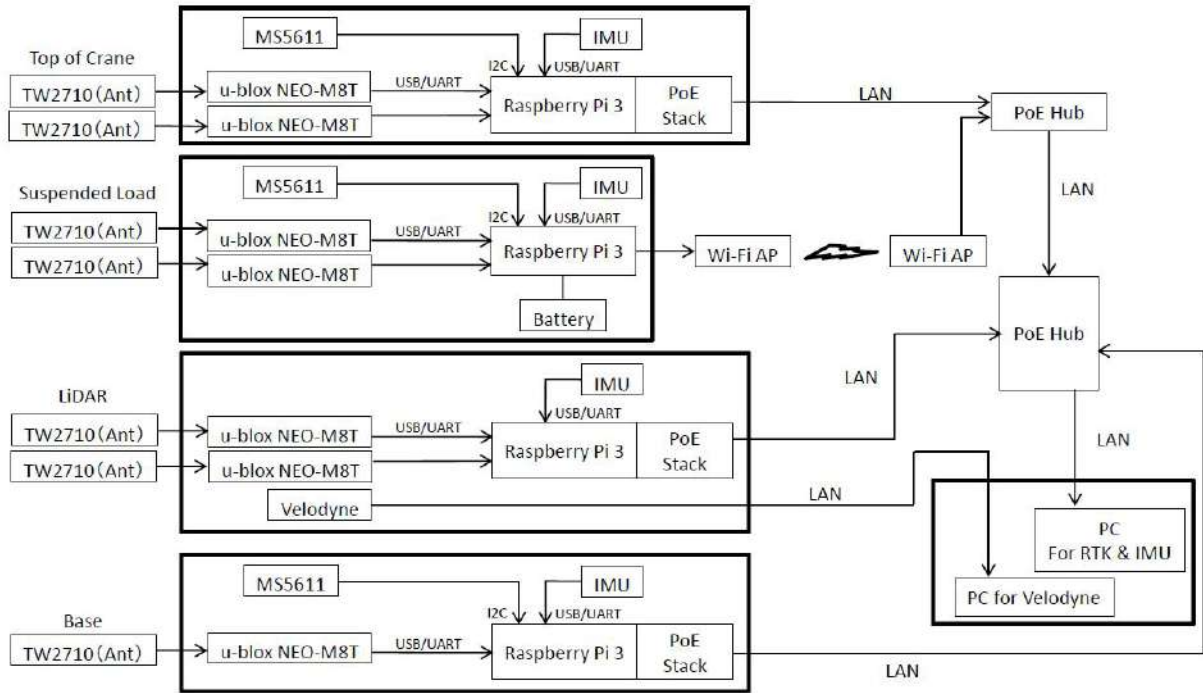 Top of Crane
TW2710(Ant)
TW2710(Ant)
MS5611
IMU
I2C
USB/UART
u-blox NEO-M8T
USB/UART
u-blox NEO-M8T
Raspberry Pi 3
PoE
Stack
LAN
PoE Hub
LAN
Suspended Load
TW2710(Ant)
TW2710(Ant)
MS5611
IMU
I2C
USB/UART
u-blox NEO-M8T
USB/UART
u-blox NEO-M8T
Raspberry Pi 3
Battery
Wi-Fi AP
Wi-Fi AP
PoE Hub
LiDAR
TW2710(Ant)
TW2710(Ant)
IMU
USB/UART
u-blox NEO-M8T
USB/UART
u-blox NEO-M8T
Raspberry Pi 3
PoE
Stack
LAN
LAN
Velodyne
LAN
PC
For RTK & IMU
PC for Velodyne
Base
TW2710(Ant)
MS5611
IMU
I2C
USB/UART
u-blox NEO-M8T
USB/UART
Raspberry Pi 3
PoE
Stack
LAN